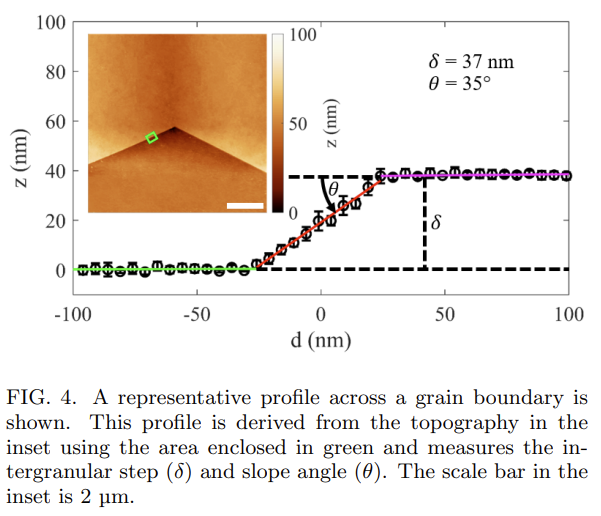 100
80
60
40
20
0
z (nm)
-100
-50
0
50
100
d (nm)
100
50
0
z (nm)
δ = 37 nm
θ = 35°
θ
δ
FIG. 4. A representative profile across a grain boundary is
shown. This profile is derived from the topography in the
inset using the area enclosed in green and measures the in-
tergranular step (δ) and slope angle (θ). The scale bar in the
inset is 2 µm.